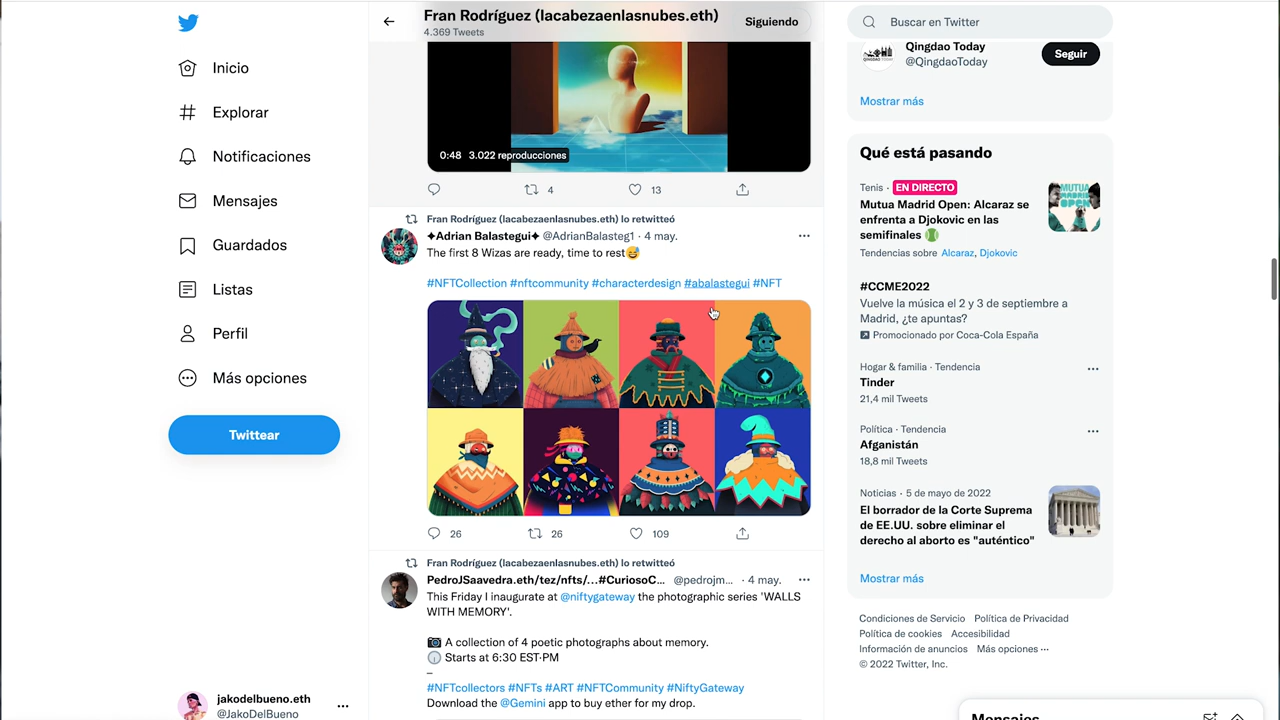 Inicio
Explorar
Notificaciones
Mensajes
Guardados
Listas
Perfil
Más opciones
Twittear
jakodelbueno.eth
@JakoDelBueno
Fran Rodríguez (lacabezaenlasnubes.eth)
4.369 Tweets
Siguiendo
0:48 3.022 reproducciones
4
13
Fran Rodríguez (lacabezaenlasnubes.eth) lo retwitteó
✦Adrian Balastegui✦ @AdrianBalasteg1 · 4 may.
The first 8 Wizas are ready, time to rest😅
#NFTCollection #nftcommunity #characterdesign #abalastegui #NFT
26
26
109
Fran Rodríguez (lacabezaenlasnubes.eth) lo retwitteó
PedroJSaavedra.eth/tez/nfts/...#CuriosoC... @pedrojm... · 4 may.
This Friday I inaugurate at @niftygateway the photographic series 'WALLS
WITH MEMORY'.
📷 A collection of 4 poetic photographs about memory.
🕕 Starts at 6:30 EST-PM
–
#NFTcollectors #NFTs #ART #NFTCommunity #NiftyGateway
Download the @Gemini app to buy ether for my drop.
Buscar en Twitter
QINGDAO TODAY
Qingdao Today
@QingdaoToday
Seguir
Mostrar más
Qué está pasando
Tenis · EN DIRECTO
Mutua Madrid Open: Alcaraz se
enfrenta a Djokovic en las
semifinales 🎾
Tendencias sobre Alcaraz, Djokovic
MUTUA
MADRID
OPEN
#CCME2022
Vuelve la música el 2 y 3 de septiembre a
Madrid, ¿te apuntas?
Promocionado por Coca-Cola España
Hogar & familia · Tendencia
Tinder
21,4 mil Tweets
Política · Tendencia
Afganistán
18,8 mil Tweets
Noticias · 5 de mayo de 2022
El borrador de la Corte Suprema
de EE.UU. sobre eliminar el
derecho al aborto es "auténtico"
Mostrar más
Condiciones de Servicio Política de Privacidad
Política de cookies Accesibilidad
Información de anuncios Más opciones ···
© 2022 Twitter, Inc.
Mensajes